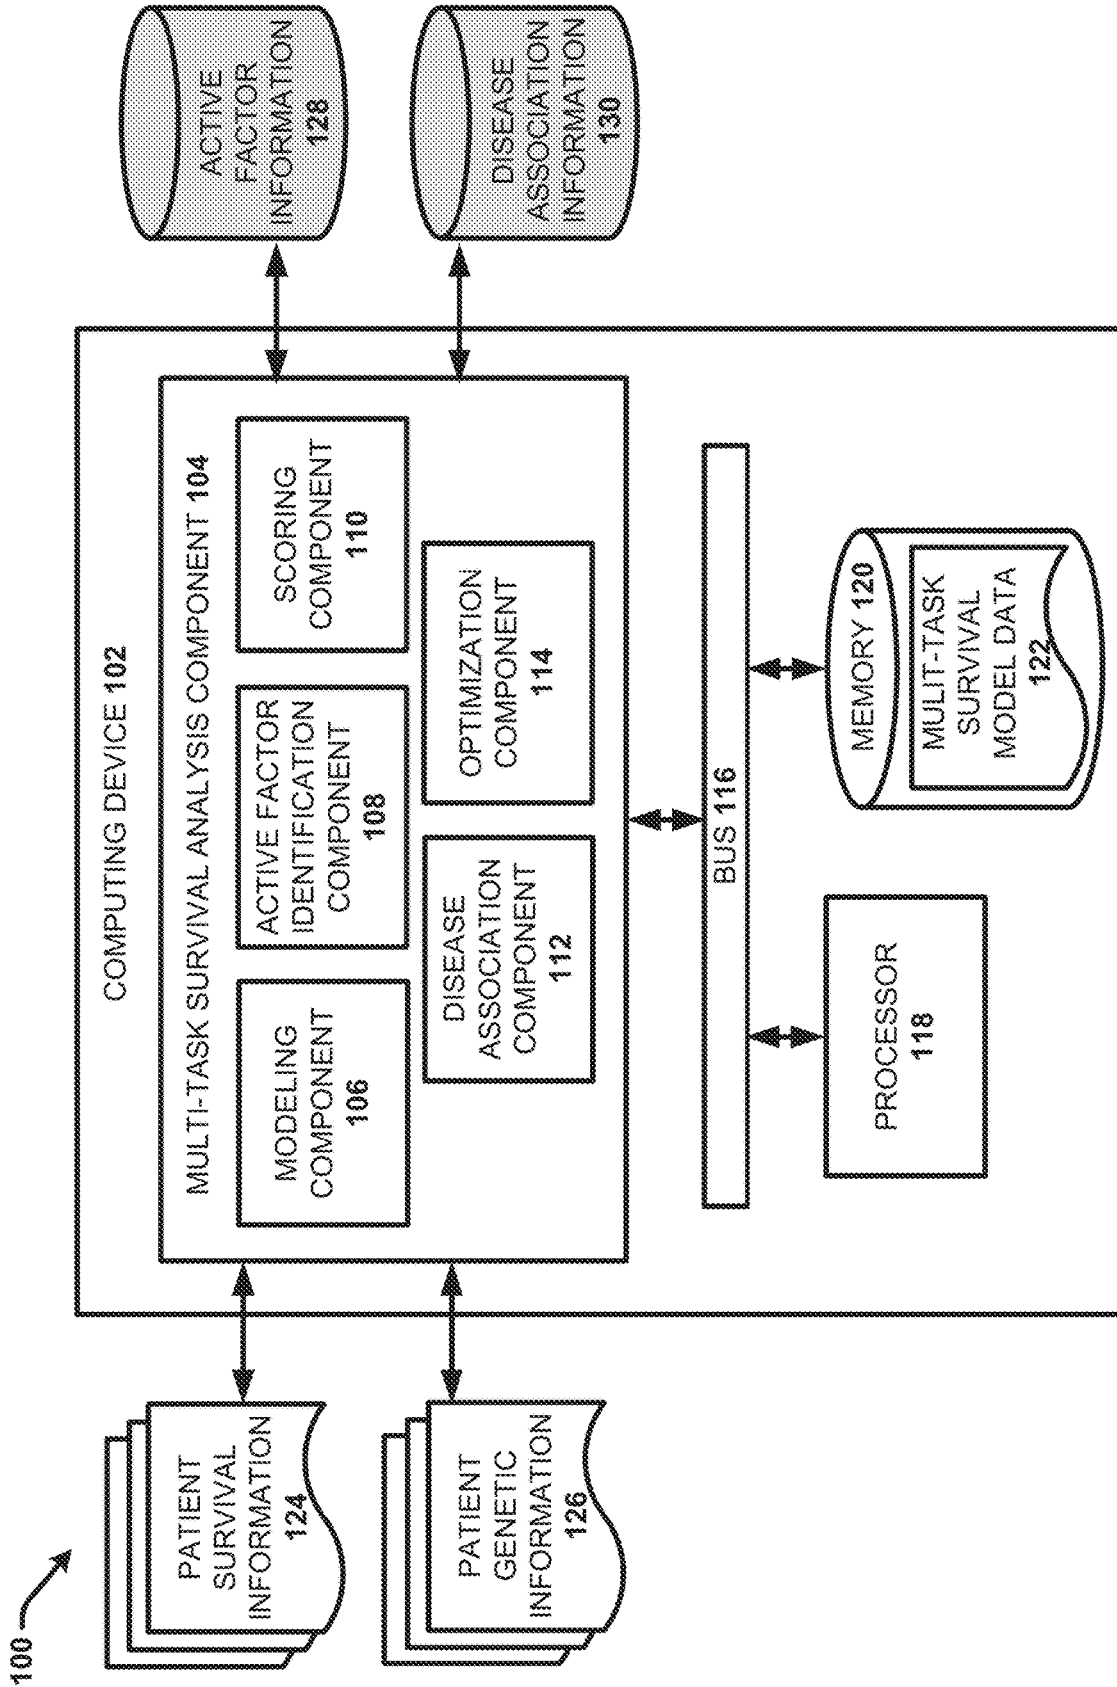 100
PATIENT
SURVIVAL
INFORMATION
124
PATIENT
GENETIC
INFORMATION
126
COMPUTING DEVICE 102
MULTI-TASK SURVIVAL ANALYSIS COMPONENT 104
MODELING
COMPONENT
106
ACTIVE FACTOR
IDENTIFICATION
COMPONENT
108
SCORING
COMPONENT
110
DISEASE
ASSOCIATION
COMPONENT
112
OPTIMIZATION
COMPONENT
114
BUS 116
PROCESSOR
118
MEMORY 120
MULIT-TASK
SURVIVAL
MODEL DATA
122
ACTIVE
FACTOR
INFORMATION
128
DISEASE
ASSOCIATION
INFORMATION
130